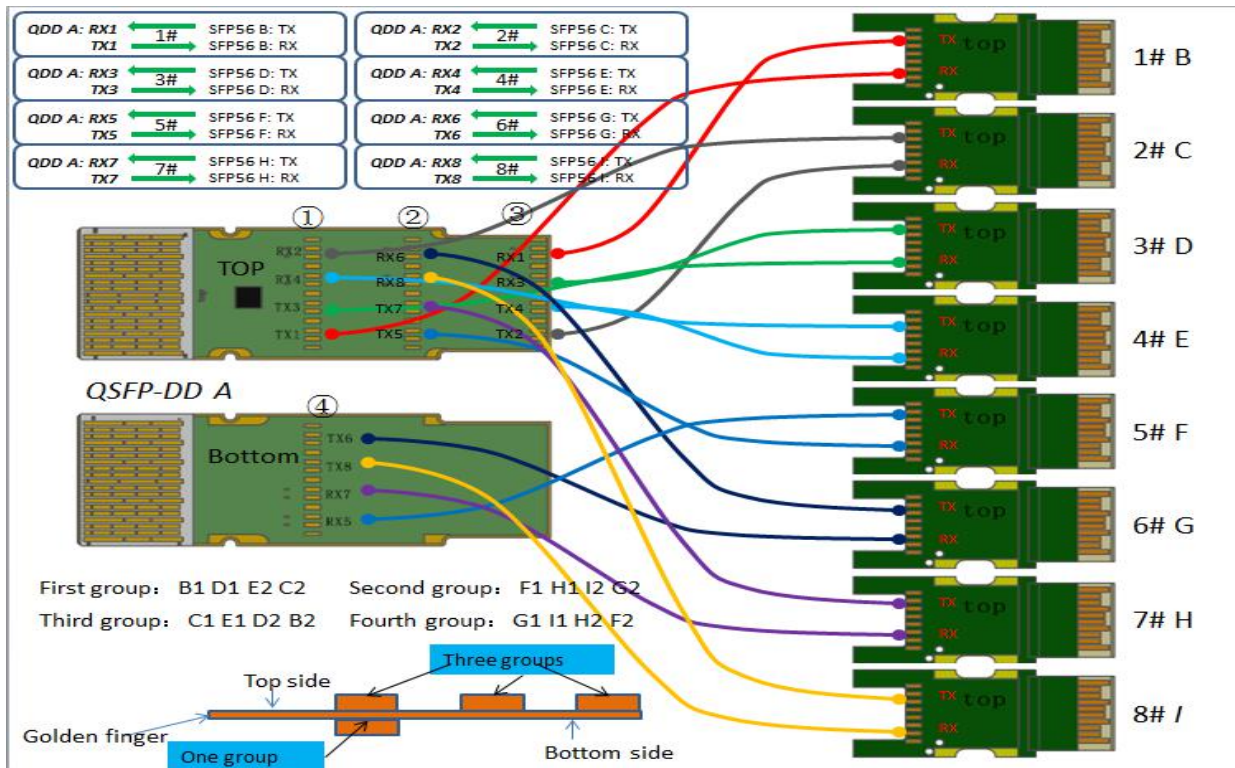 QDD A: RX1 1# SFP56 B: TX
TX1 SFP56 B: RX
QDD A: RX2 2# SFP56 C: TX
TX2 SFP56 C: RX
QDD A: RX3 3# SFP56 D: TX
TX3 SFP56 D: RX
QDD A: RX4 4# SFP56 E: TX
TX4 SFP56 E: RX
QDD A: RX5 5# SFP56 F: TX
TX5 SFP56 F: RX
QDD A: RX6 6# SFP56 G: TX
TX6 SFP56 G: RX
QDD A: RX7 7# SFP56 H: TX
TX7 SFP56 H: RX
QDD A: RX8 8# SFP56 I: TX
TX8 SFP56 I: RX
① ② ③
TOP
RX2 RX6 RX1
RX4 RX8 RX3
TX3 TX7 TX4
TX1 TX5 TX2
QSFP-DD A
④
Bottom
TX6
TX8
RX7
RX5
TX top
RX
1# B
TX top
RX
2# C
TX top
RX
3# D
TX top
RX
4# E
TX top
RX
5# F
TX top
RX
6# G
TX top
RX
7# H
TX top
RX
8# I
First group: B1 D1 E2 C2
Second group: F1 H1 I2 G2
Third group: C1 E1 D2 B2
Fourth group: G1 I1 H2 F2
Three groups
Top side
Golden finger
One group
Bottom side